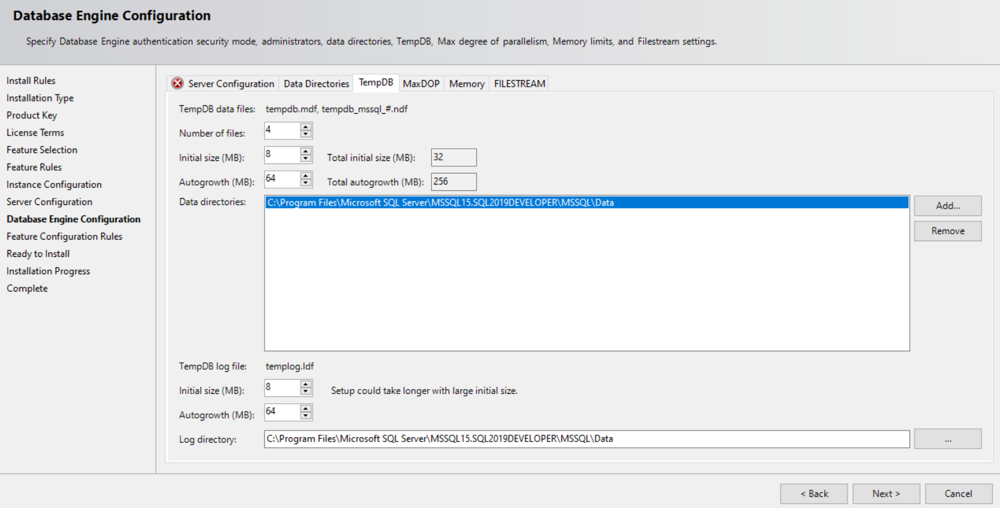 Database Engine Configuration
Specify Database Engine authentication security mode, administrators, data directories, TempDB, Max degree of parallelism, Memory limits, and Filestream settings.
Install Rules
Installation Type
Product Key
License Terms
Feature Selection
Feature Rules
Instance Configuration
Server Configuration
Database Engine Configuration
Feature Configuration Rules
Ready to Install
Installation Progress
Complete
Server Configuration Data Directories TempDB MaxDOP Memory FILESTREAM
TempDB data files: tempdb.mdf, tempdb_mssql_#.ndf
Number of files: 4
Initial size (MB): 8 Total initial size (MB): 32
Autogrowth (MB): 64 Total autogrowth (MB): 256
Data directories: C:\Program Files\Microsoft SQL Server\MSSQL15.SQL2019DEVELOPER\MSSQL\Data
Add...
Remove
TempDB log file: templog.ldf
Initial size (MB): 8 Setup could take longer with large initial size.
Autogrowth (MB): 64
Log directory: C:\Program Files\Microsoft SQL Server\MSSQL15.SQL2019DEVELOPER\MSSQL\Data ...
< Back Next > Cancel